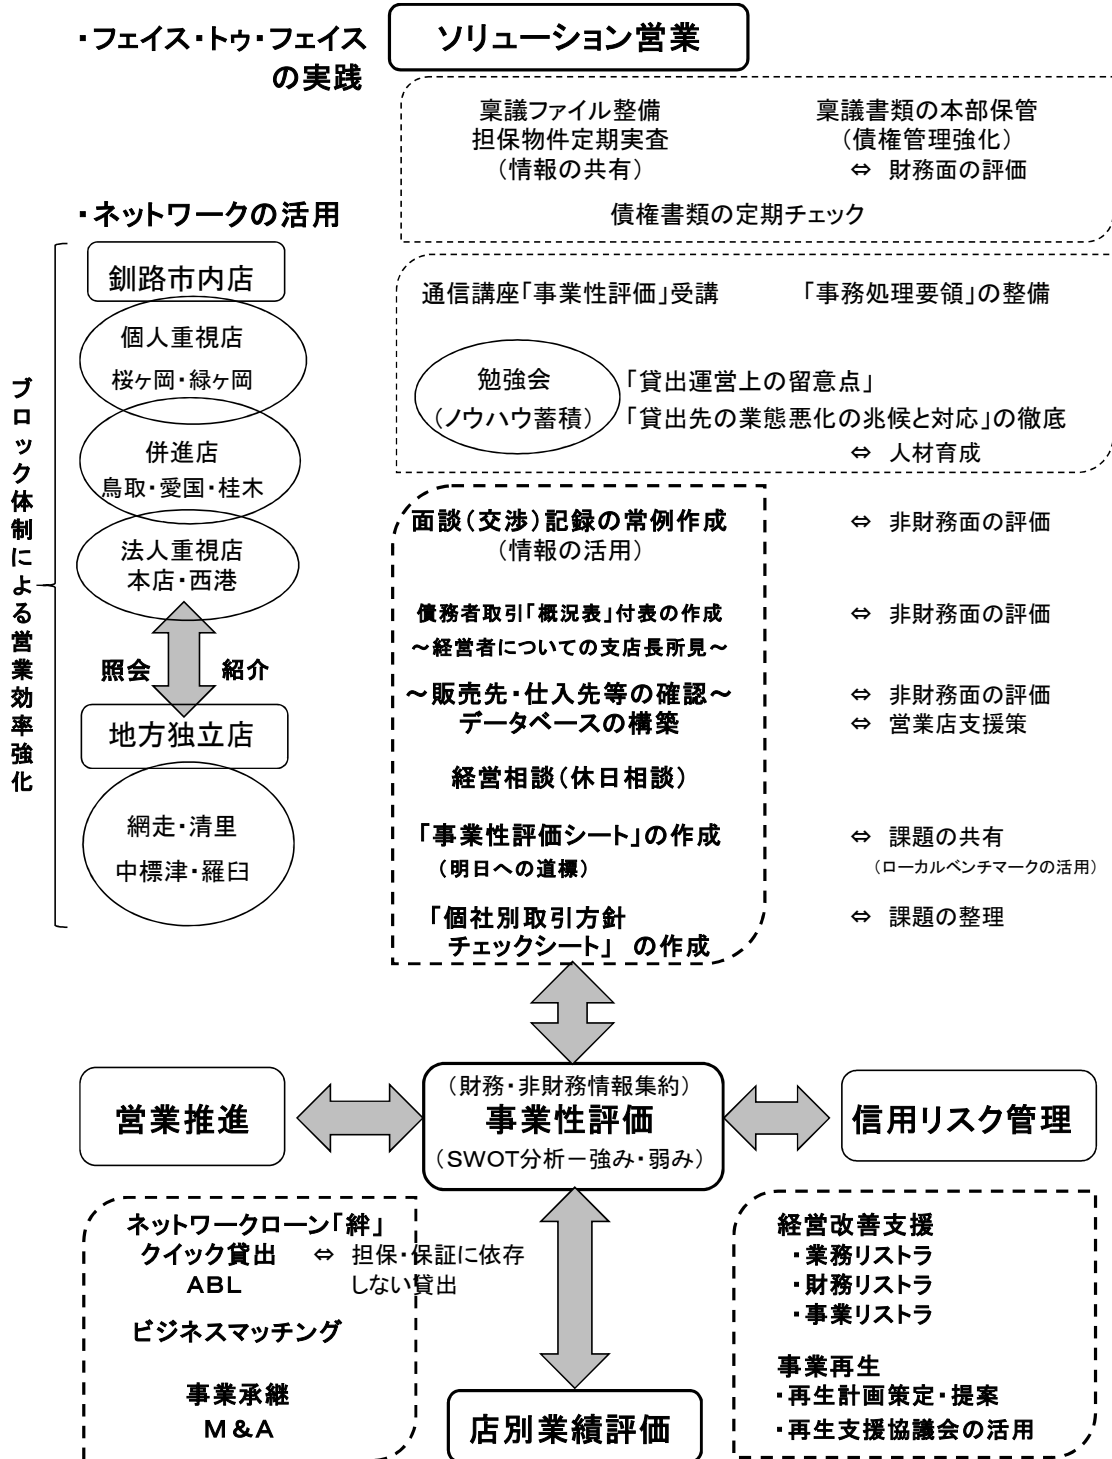 ・フェイス・トゥ・フェイス
の実践
ソリューション営業
稟議ファイル整備
担保物件定期実査
（情報の共有）
稟議書類の本部保管
（債権管理強化）
⇔ 財務面の評価
債権書類の定期チェック
・ネットワークの活用
ブロック体制による営業効率強化
釧路市内店
個人重視店
桜ヶ岡・緑ヶ岡
併進店
鳥取・愛国・桂木
法人重視店
本店・西港
照会 紹介
地方独立店
網走・清里
中標津・羅臼
通信講座「事業性評価」受講 「事務処理要領」の整備
勉強会
（ノウハウ蓄積）
「貸出運営上の留意点」
「貸出先の業態悪化の兆候と対応」の徹底
⇔ 人材育成
面談（交渉）記録の常例作成 ⇔ 非財務面の評価
（情報の活用）
債務者取引「概況表」付表の作成 ⇔ 非財務面の評価
～経営者についての支店長所見～
～販売先・仕入先等の確認～ ⇔ 非財務面の評価
データベースの構築 ⇔ 営業店支援策
経営相談（休日相談）
「事業性評価シート」の作成 ⇔ 課題の共有
（明日への道標） （ローカルベンチマークの活用）
「個社別取引方針 ⇔ 課題の整理
チェックシート」 の作成
営業推進
（財務・非財務情報集約）
事業性評価
（SWOT分析－強み・弱み）
信用リスク管理
ネットワークローン「絆」
クイック貸出 ⇔ 担保・保証に依存
ABL しない貸出
ビジネスマッチング
事業承継
M&A
店別業績評価
経営改善支援
・業務リストラ
・財務リストラ
・事業リストラ
事業再生
・再生計画策定・提案
・再生支援協議会の活用